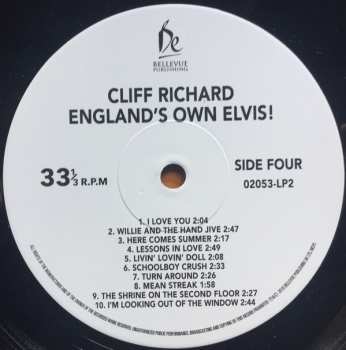 Be
BELLEVUE
PUBLISHING
CLIFF RICHARD
ENGLAND'S OWN ELVIS!
33⅓ R.P.M
SIDE FOUR
02053-LP2
1. I LOVE YOU 2:04
2. WILLIE AND THE HAND JIVE 2:47
3. HERE COMES SUMMER 2:17
4. LESSONS IN LOVE 2:49
5. LIVIN' LOVIN' DOLL 2:08
6. SCHOOLBOY CRUSH 2:33
7. TURN AROUND 2:26
8. MEAN STREAK 1:58
9. THE SHRINE ON THE SECOND FLOOR 2:27
10. I'M LOOKING OUT OF THE WINDOW 2:44